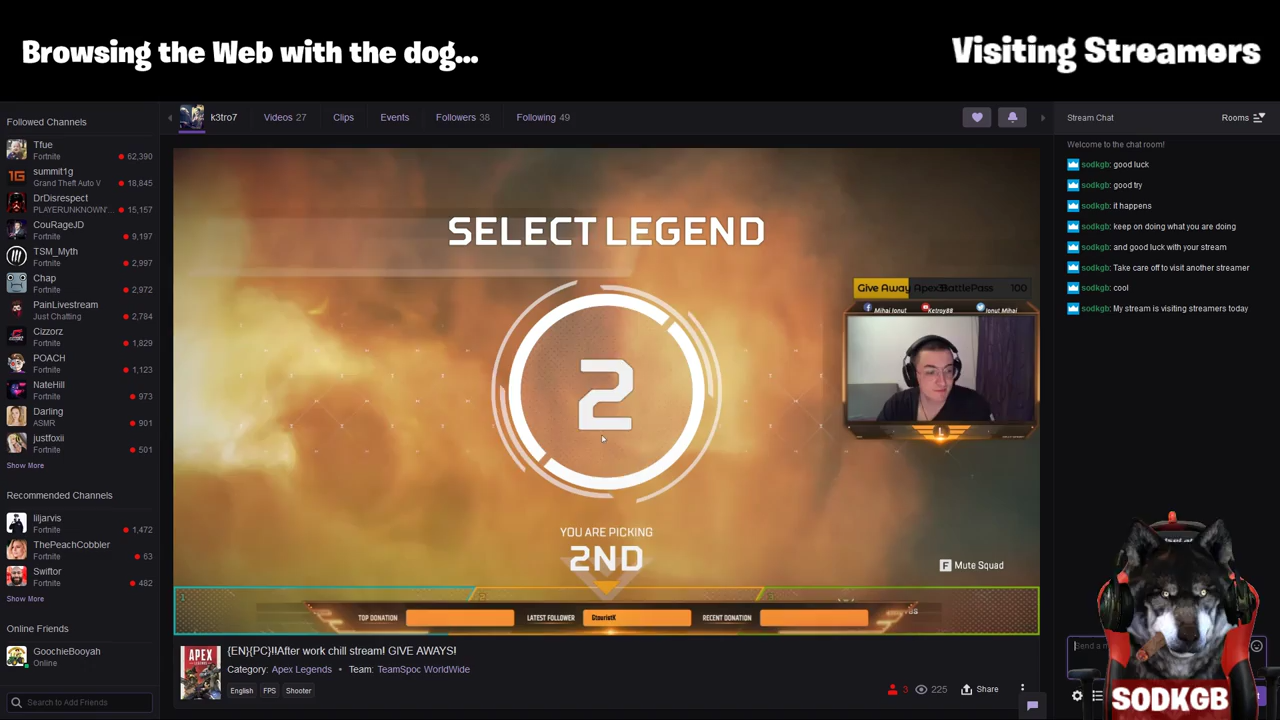 Browsing the Web with the dog...
Visiting Streamers
Followed Channels
Tfue
Fortnite
62,390
summit1g
Grand Theft Auto V
18,845
DrDisrespect
PLAYERUNKNOWN'...
15,157
CouRageJD
Fortnite
9,197
TSM_Myth
Fortnite
2,997
Chap
Fortnite
2,972
PainLivestream
Just Chatting
2,784
Cizzorz
Fortnite
1,829
POACH
Fortnite
1,123
NateHill
Fortnite
973
Darling
ASMR
901
justfoxii
Fortnite
501
Show More
Recommended Channels
liljarvis
Fortnite
1,472
ThePeachCobbler
Fortnite
63
Swiftor
Fortnite
482
Show More
Online Friends
GoochieBooyah
Online
Search to Add Friends
k3tro7
Videos 27
Clips
Events
Followers 38
Following 49
SELECT LEGEND
2
YOU ARE PICKING
2ND
Give Away
100
Mihai Ionut
Ketroy88
Ionut Mihai
F Mute Squad
TOP DONATION
LATEST FOLLOWER
RECENT DONATION
{EN}{PC}!!After work chill stream! GIVE AWAYS!
Category: Apex Legends • Team: TeamSpoc WorldWide
English
FPS
Shooter
3
225
Share
APEX
Stream Chat
Rooms
Welcome to the chat room!
sodkgb: good luck
sodkgb: good try
sodkgb: it happens
sodkgb: keep on doing what you are doing
sodkgb: and good luck with your stream
sodkgb: Take care off to visit another streamer
sodkgb: cool
sodkgb: My stream is visiting streamers today
SODKGB